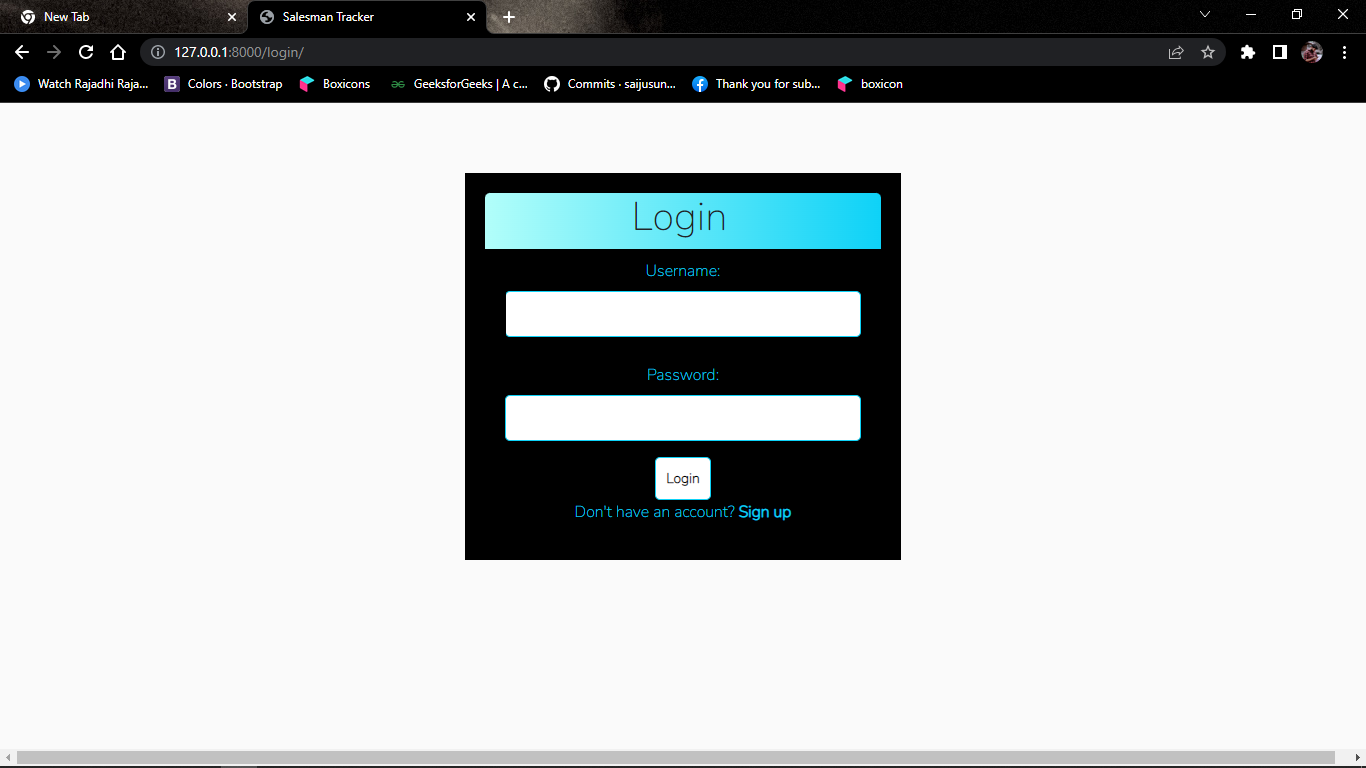 New Tab
Salesman Tracker
127.0.0.1:8000/login/
Watch Rajadhi Raja... Colors · Bootstrap Boxicons GeeksforGeeks | A c... Commits · saijusun... Thank you for sub... boxicon
Login
Username:
Password:
Login
Don't have an account? Sign up